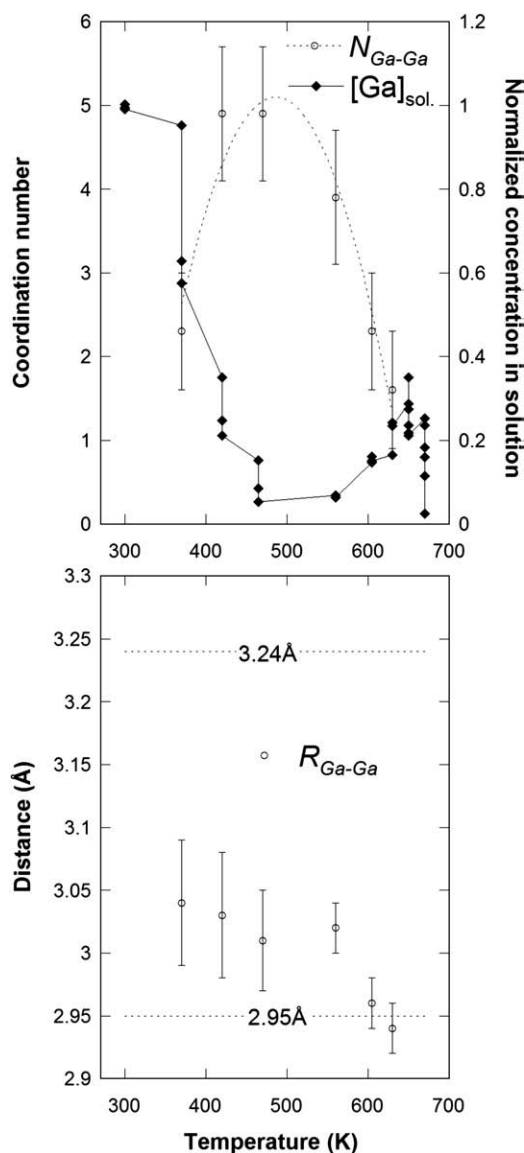 6
5
4
3
2
1
0
Coordination number
N Ga-Ga
[Ga]sol.
1.2
1
0.8
0.6
0.4
0.2
0
Normalized concentration in solution
300 400 500 600 700
3.3
3.25
3.2
3.15
3.1
3.05
3
2.95
2.9
Distance (Å)
3.24Å
R Ga-Ga
2.95Å
300 400 500 600 700
Temperature (K)